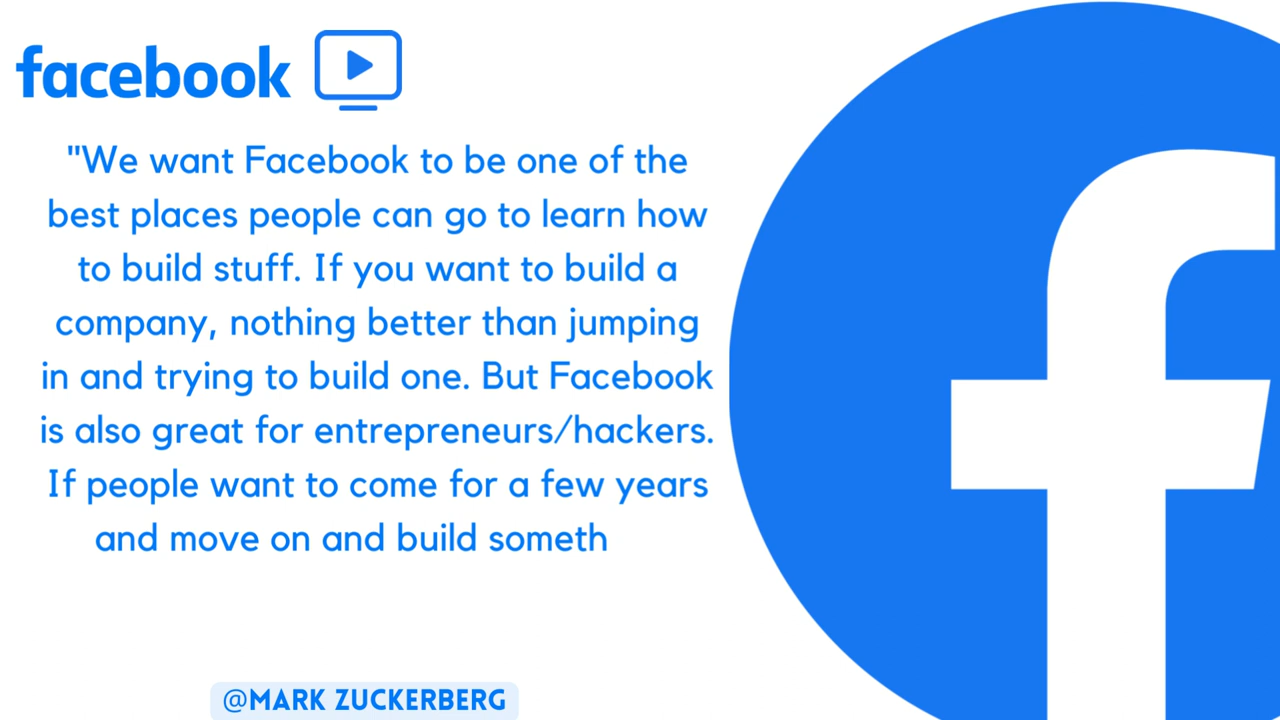 facebook
"We want Facebook to be one of the
best places people can go to learn how
to build stuff. If you want to build a
company, nothing better than jumping
in and trying to build one. But Facebook
is also great for entrepreneurs/hackers.
If people want to come for a few years
and move on and build someth
@MARK ZUCKERBERG